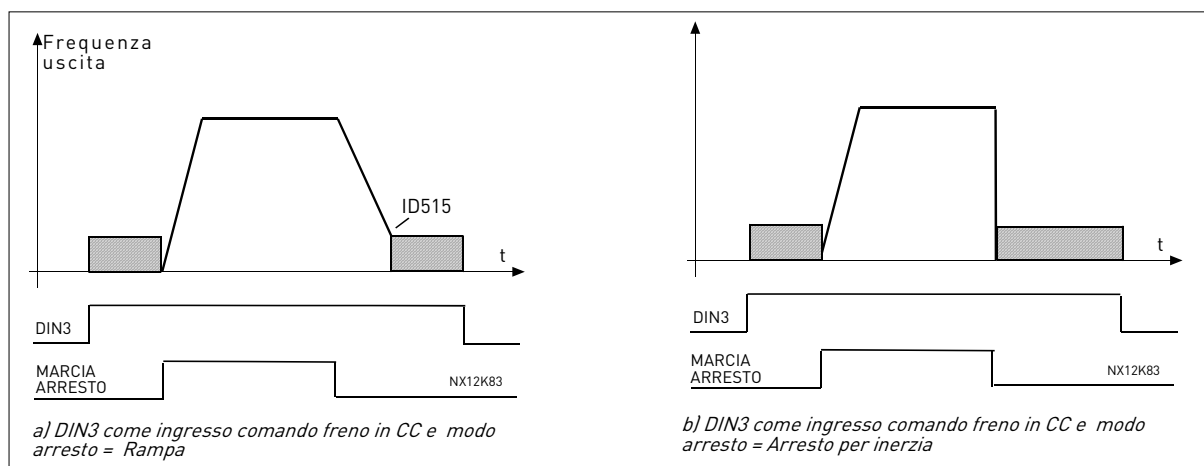 Frequenza
uscita
ID515
t
DIN3
MARCIA
ARRESTO
NX12K83
a) DIN3 come ingresso comando freno in CC e modo
arresto = Rampa
t
DIN3
MARCIA
ARRESTO
NX12K83
b) DIN3 come ingresso comando freno in CC e modo
arresto = Arresto per inerzia